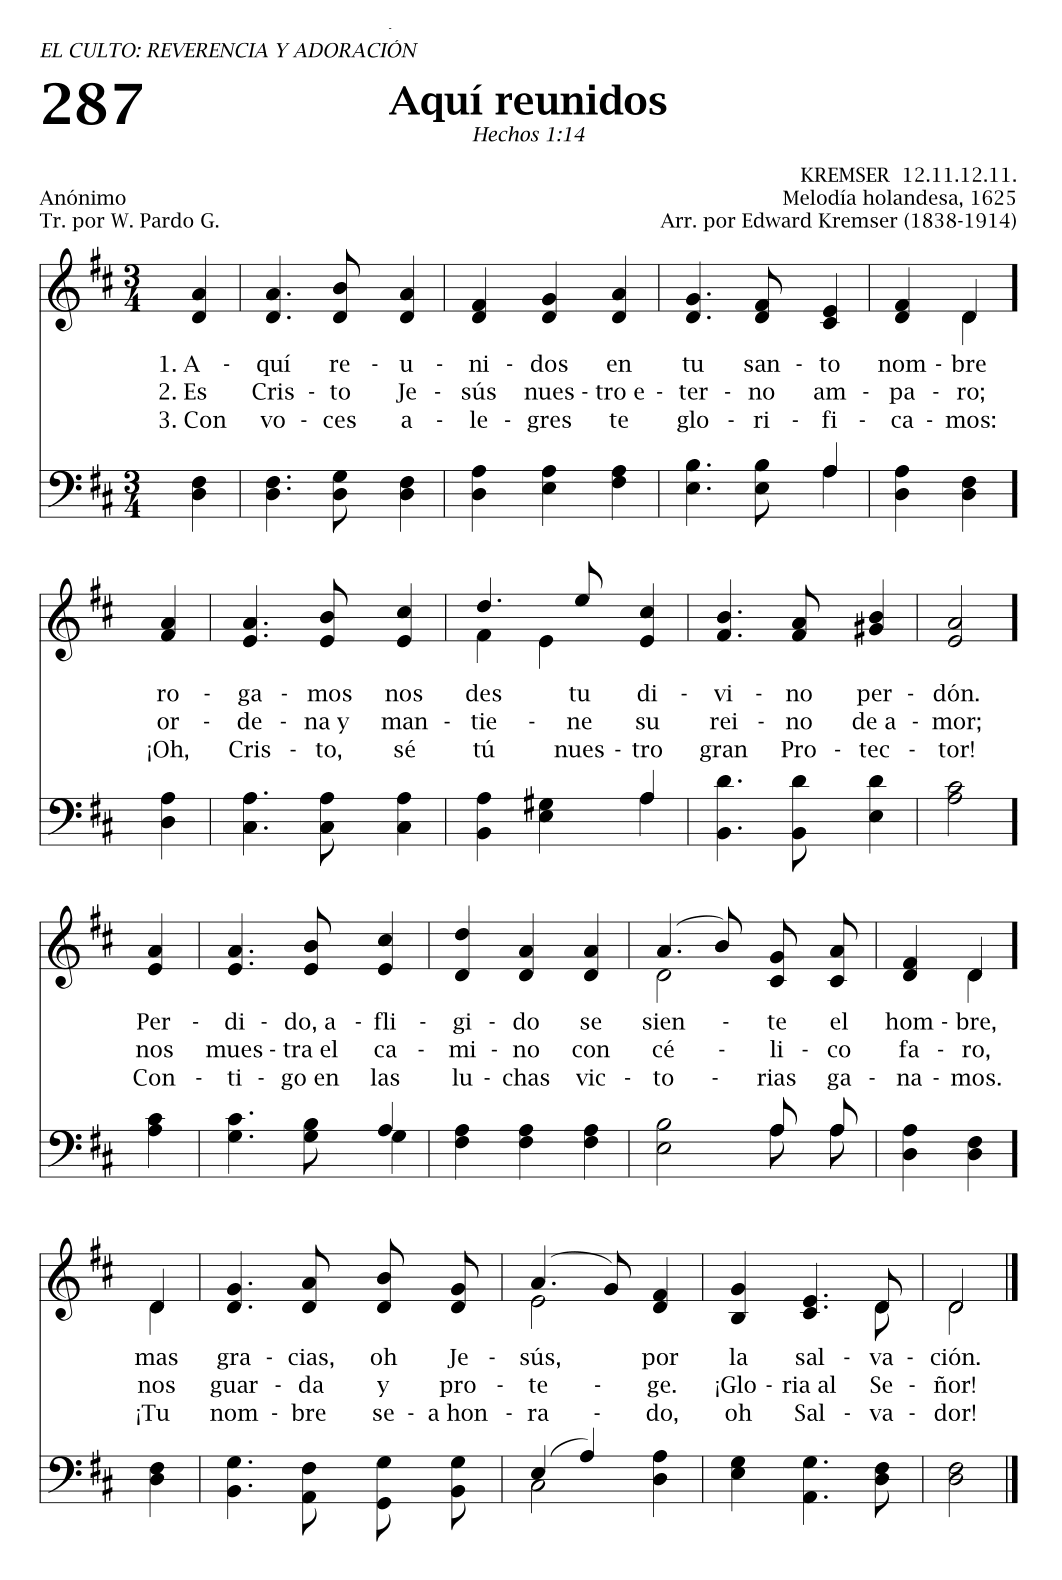 EL CULTO: REVERENCIA Y ADORACIÓN
287
Aquí reunidos
Hechos 1:14
KREMSER 12.11.12.11.
Anónimo
Melodía holandesa, 1625
Tr. por W. Pardo G.
Arr. por Edward Kremser (1838-1914)
3 4
1. A - quí re - u - ni - dos en tu san - to nom - bre
2. Es Cris - to Je - sús nues - tro e - ter - no am - pa - ro;
3. Con vo - ces a - le - gres te glo - ri - fi - ca - mos:
3 4
ro - ga - mos nos des tu di - vi - no per - dón.
or - de - na y man - tie - ne su rei - no de a - mor;
¡Oh, Cris - to, sé tú nues - tro gran Pro - tec - tor!
Per - di - do, a - fli - gi - do se sien - te el hom - bre,
nos mues - tra el ca - mi - no con cé - li - co fa - ro,
Con - ti - go en las lu - chas vic - to - rias ga - na - mos.
mas gra - cias, oh Je - sús, por la sal - va - ción.
nos guar - da y pro - te - ge. ¡Glo - ria al Se - ñor!
¡Tu nom - bre se - a hon - ra - do, oh Sal - va - dor!